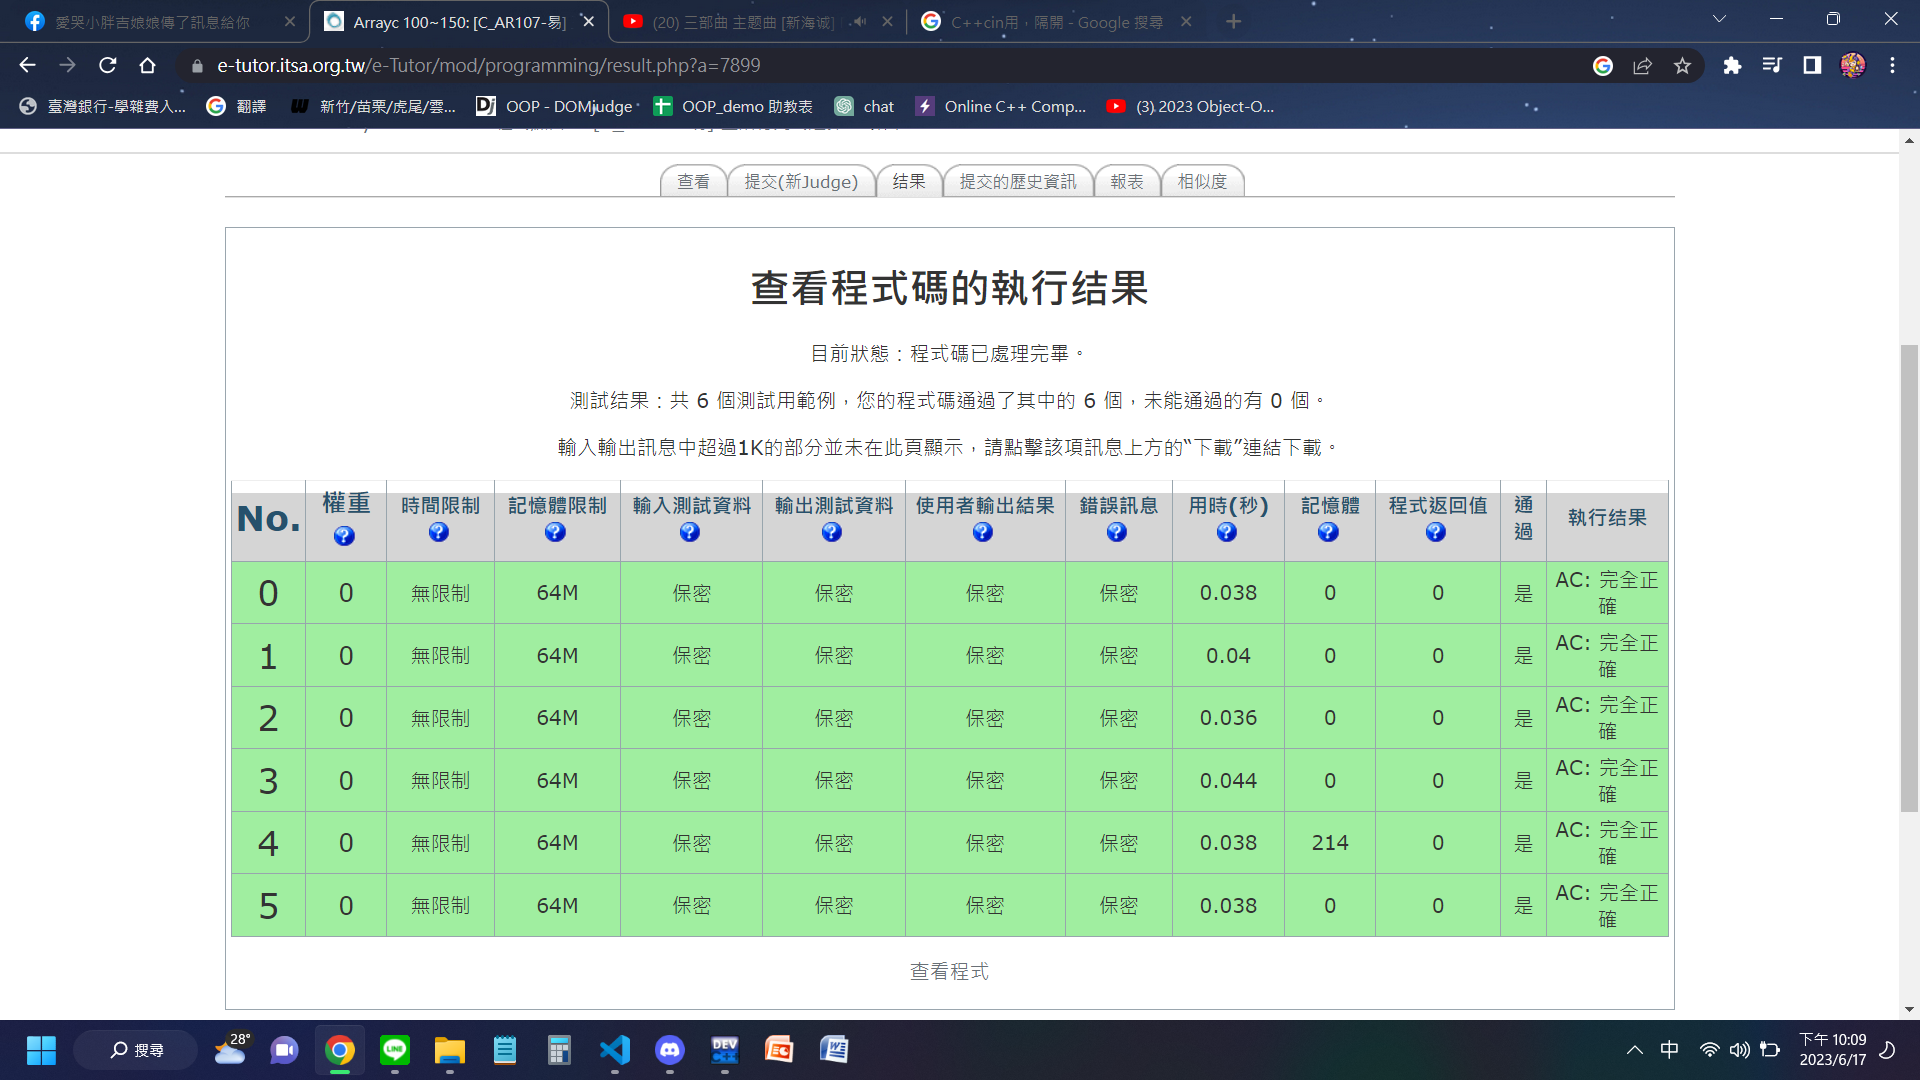 愛哭小胖吉娘娘傳了訊息給你
Arrayc 100~150: [C_AR107-易]
(20) 三部曲 主题曲 [新海诚]
C++cin用，隔開 - Google 搜尋
e-tutor.itsa.org.tw/e-Tutor/mod/programming/result.php?a=7899
臺灣銀行-學雜費入...
翻譯
新竹/苗栗/虎尾/雲...
OOP - DOMjudge
OOP_demo 助教表
chat
Online C++ Comp...
(3) 2023 Object-O...
查看
提交(新Judge)
结果
提交的歷史資訊
報表
相似度
查看程式碼的執行结果
目前狀態：程式碼已處理完畢。
測試结果：共 6 個測試用範例，您的程式碼通過了其中的 6 個，未能通過的有 0 個。
輸入輸出訊息中超過1K的部分並未在此頁顯示，請點擊該項訊息上方的“下載”連結下載。
No. 權重 時間限制 記憶體限制 輸入測試資料 輸出測試資料 使用者輸出結果 錯誤訊息 用時(秒) 記憶體 程式返回值 通過 執行结果
0 0 無限制 64M 保密 保密 保密 保密 0.038 0 0 是 AC: 完全正確
1 0 無限制 64M 保密 保密 保密 保密 0.04 0 0 是 AC: 完全正確
2 0 無限制 64M 保密 保密 保密 保密 0.036 0 0 是 AC: 完全正確
3 0 無限制 64M 保密 保密 保密 保密 0.044 0 0 是 AC: 完全正確
4 0 無限制 64M 保密 保密 保密 保密 0.038 214 0 是 AC: 完全正確
5 0 無限制 64M 保密 保密 保密 保密 0.038 0 0 是 AC: 完全正確
查看程式
搜尋
28°
LINE
DEV C++
中
下午 10:09
2023/6/17